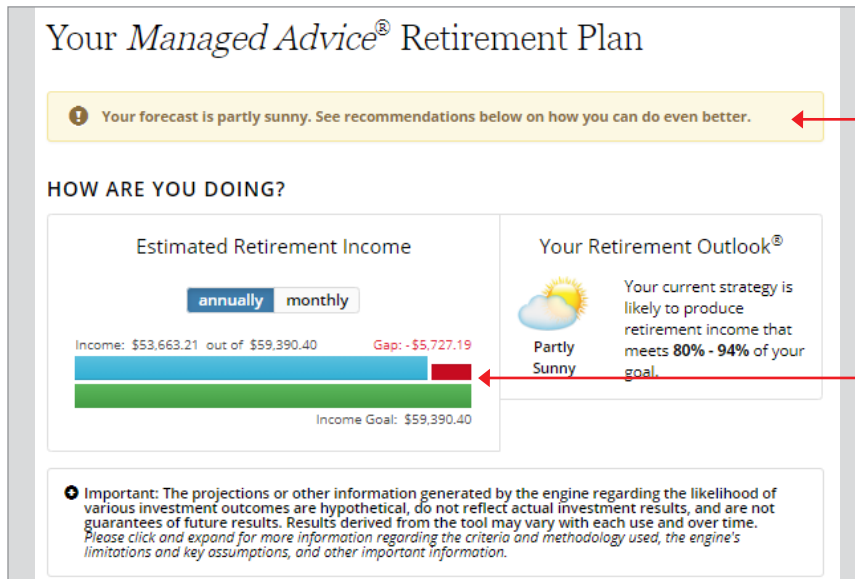 Your Managed Advice® Retirement Plan
Your forecast is partly sunny. See recommendations below on how you can do even better.
HOW ARE YOU DOING?
Estimated Retirement Income
annually monthly
Income: $53,663.21 out of $59,390.40 Gap: -$5,727.19
Income Goal: $59,390.40
Your Retirement Outlook®
Partly
Sunny
Your current strategy is
likely to produce
retirement income that
meets 80% - 94% of your
goal.
Important: The projections or other information generated by the engine regarding the likelihood of
various investment outcomes are hypothetical, do not reflect actual investment results, and are not
guarantees of future results. Results derived from the tool may vary with each use and over time.
Please click and expand for more information regarding the criteria and methodology used, the engine's
limitations and key assumptions, and other important information.